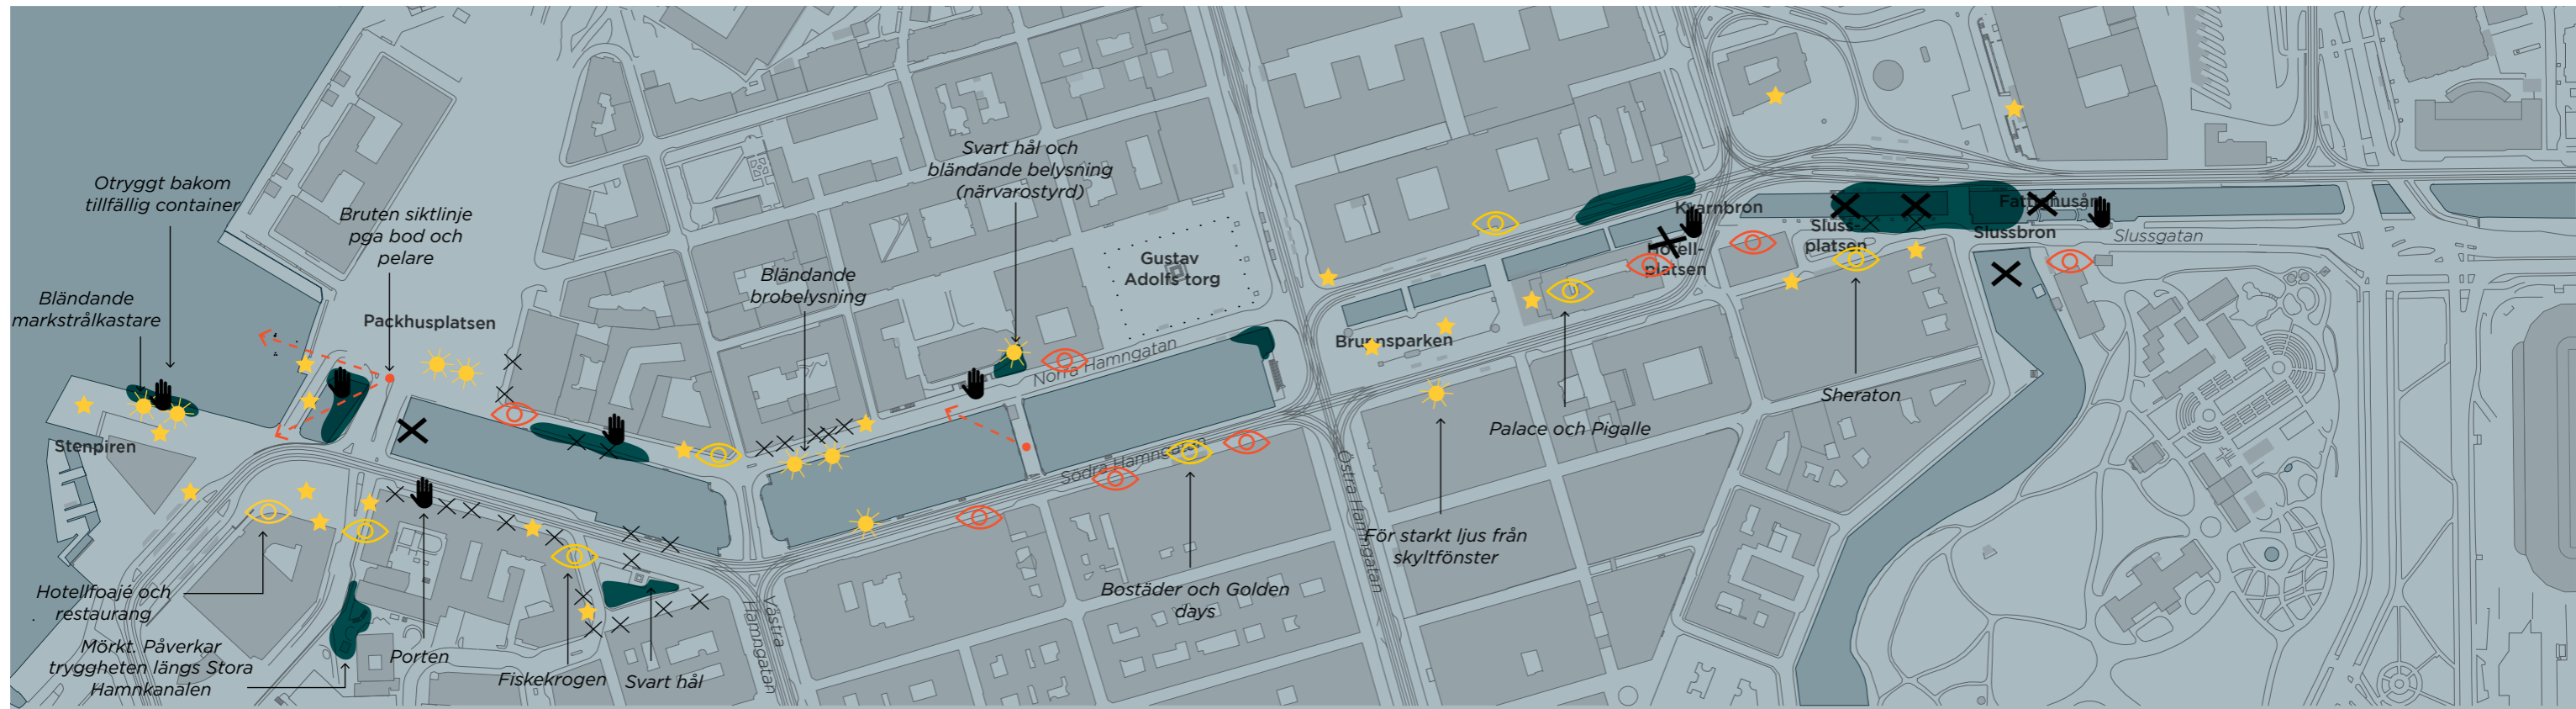 Otryggt bakom
tillfällig container
Bländande
markstrålkastare
Bruten siktlinje
pga bod och
pelare
Packhusplatsen
Stenpiren
Hotellfoajé och
restaurang
Mörkt. Påverkar
tryggheten längs Stora
Hamnkanalen
Porten
Fiskekrogen
Svart hål
Västra
Hamngatan
Bländande
brobelysning
Svart hål och
bländande belysning
(närvarostyrd)
Gustav
Adolfs torg
Norra Hamngatan
Södra Hamngatan
Bostäder och Golden
days
Östra Hamngatan
Brunnsparken
För starkt ljus från
skyltfönster
Palace och Pigalle
Kvarnbron
Hotell-
platsen
Sluss-
platsen
Sheraton
Slussbron
Fattighusån
Slussgatan